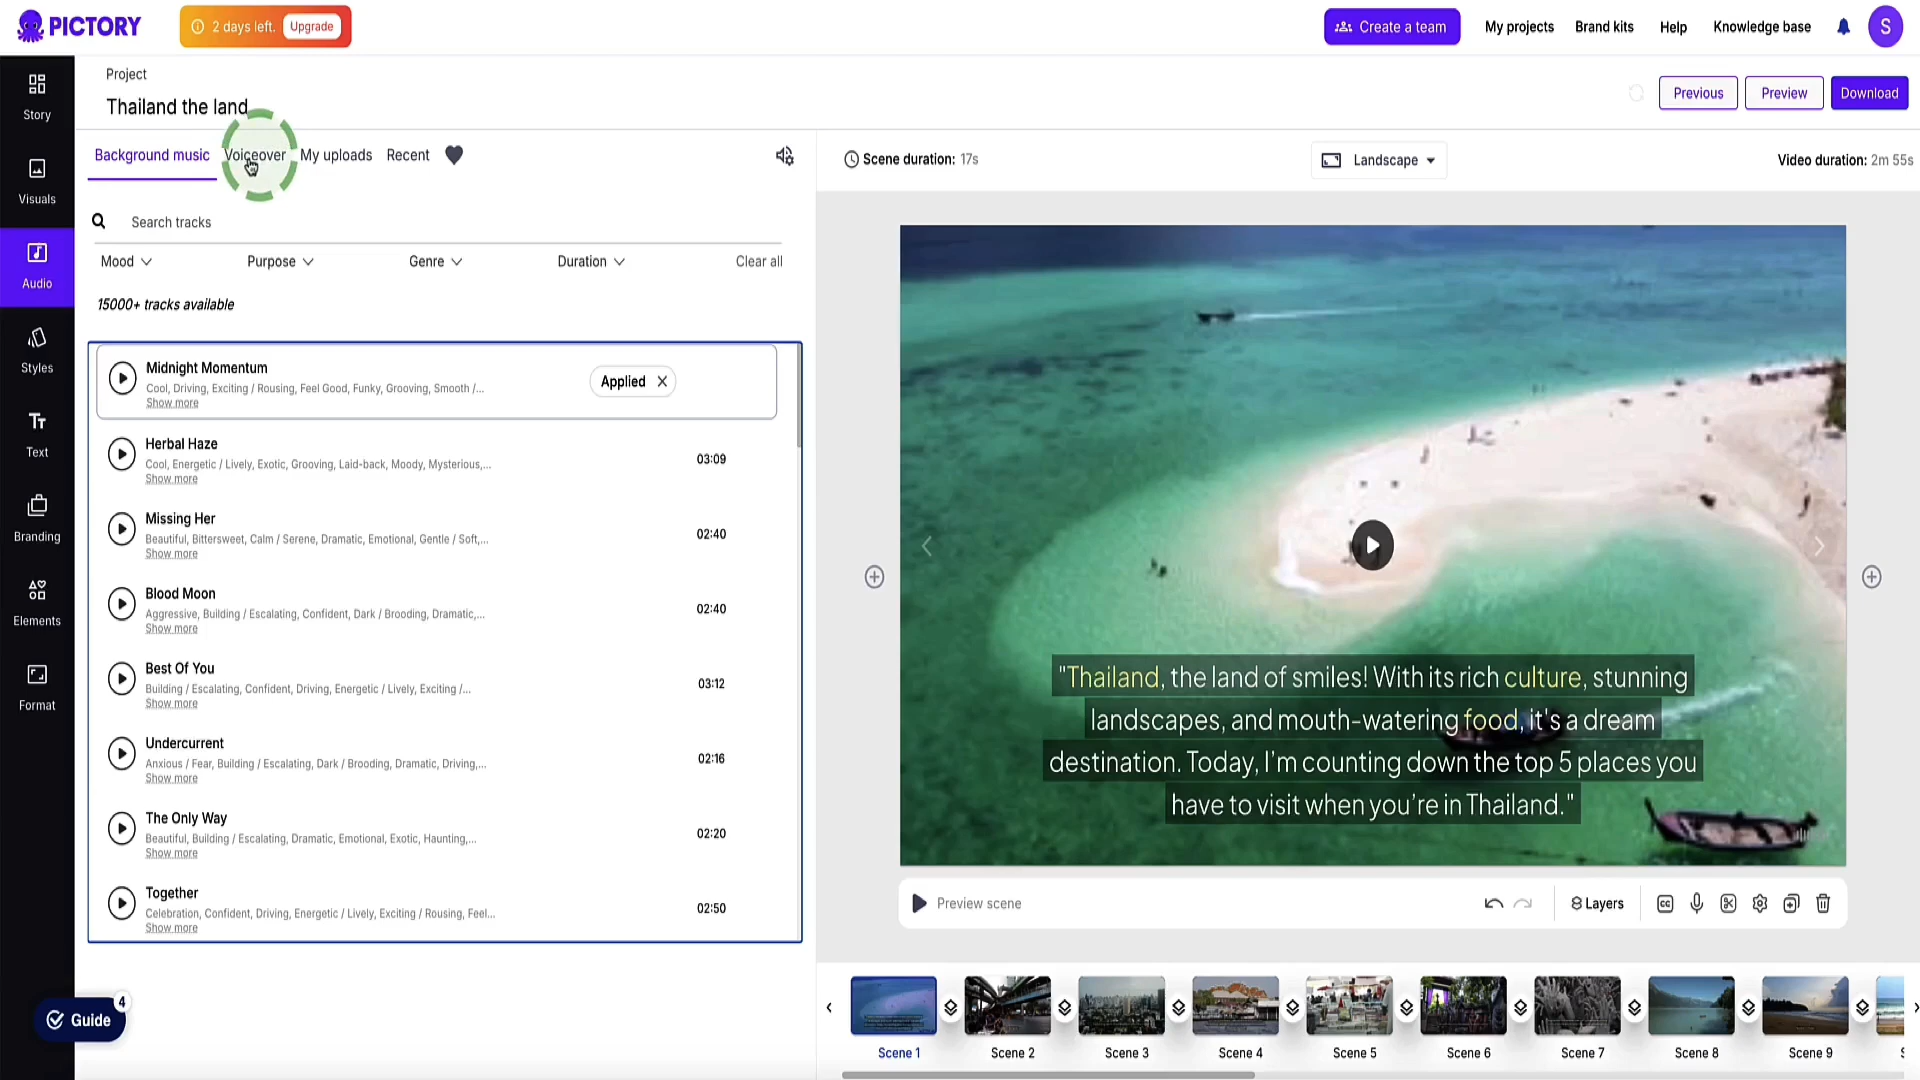 PICTORY
2 days left.
Upgrade
Create a team
My projects
Brand kits
Help
Knowledge base
S
Project
Thailand the land
Previous
Preview
Download
Story
Visuals
Audio
Styles
Text
Branding
Elements
Format
Background music
Voiceover
My uploads
Recent
Scene duration: 17s
Landscape
Video duration: 2m 55s
Search tracks
Mood
Purpose
Genre
Duration
Clear all
15000+ tracks available
Midnight Momentum
Cool, Driving, Exciting / Rousing, Feel Good, Funky, Grooving, Smooth /...
Show more
Applied
Herbal Haze
Cool, Energetic / Lively, Exotic, Grooving, Laid-back, Moody, Mysterious,...
Show more
03:09
Missing Her
Beautiful, Bittersweet, Calm / Serene, Dramatic, Emotional, Gentle / Soft,...
Show more
02:40
Blood Moon
Aggressive, Building / Escalating, Confident, Dark / Brooding, Dramatic,...
Show more
02:40
Best Of You
Building / Escalating, Confident, Driving, Energetic / Lively, Exciting /...
Show more
03:12
Undercurrent
Anxious / Fear, Building / Escalating, Dark / Brooding, Dramatic, Driving,...
Show more
02:16
The Only Way
Beautiful, Building / Escalating, Dramatic, Emotional, Exotic, Haunting,...
Show more
02:20
Together
Celebration, Confident, Driving, Energetic / Lively, Exciting / Rousing, Feel...
Show more
02:50
"Thailand, the land of smiles! With its rich culture, stunning
landscapes, and mouth-watering food, it's a dream
destination. Today, I'm counting down the top 5 places you
have to visit when you're in Thailand."
Preview scene
Layers
CC
Guide
4
Scene 1
Scene 2
Scene 3
Scene 4
Scene 5
Scene 6
Scene 7
Scene 8
Scene 9